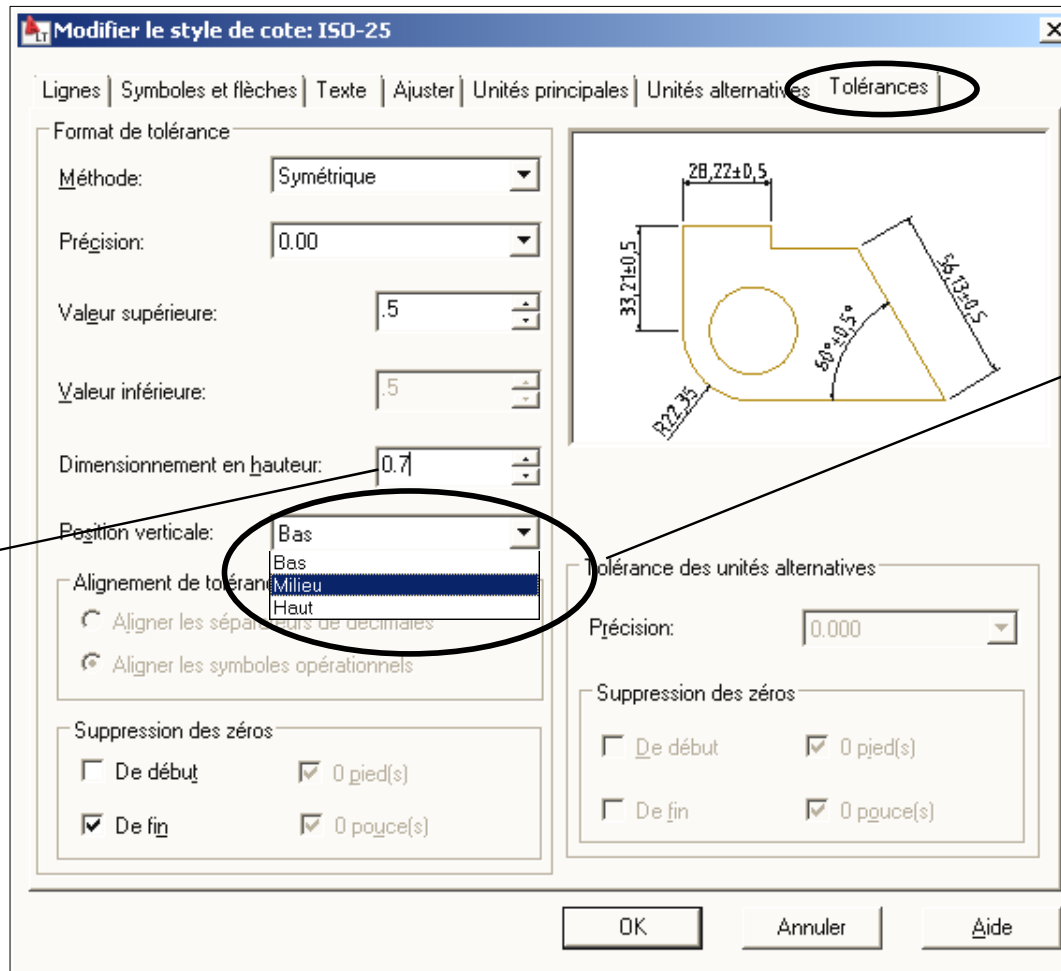 LT Modifier le style de cote: ISO-25
Lignes Symboles et flèches Texte Ajuster Unités principales Unités alternatives Tolérances
Format de tolérance
Méthode: Symétrique
Précision: 0.00
Valeur supérieure: .5
Valeur inférieure: .5
Dimensionnement en hauteur: 0.7
Position verticale: Bas
Bas
Milieu
Haut
Alignement de toléranc
Aligner les séparateurs de décimales
Aligner les symboles opérationnels
Suppression des zéros
De début 0 pied(s)
De fin 0 pouce(s)
28,22±0,5
33,21±0,5
56,13±0,5
60°±0,5°
R22,35
Tolérance des unités alternatives
Précision: 0.000
Suppression des zéros
De début 0 pied(s)
De fin 0 pouce(s)
OK Annuler Aide